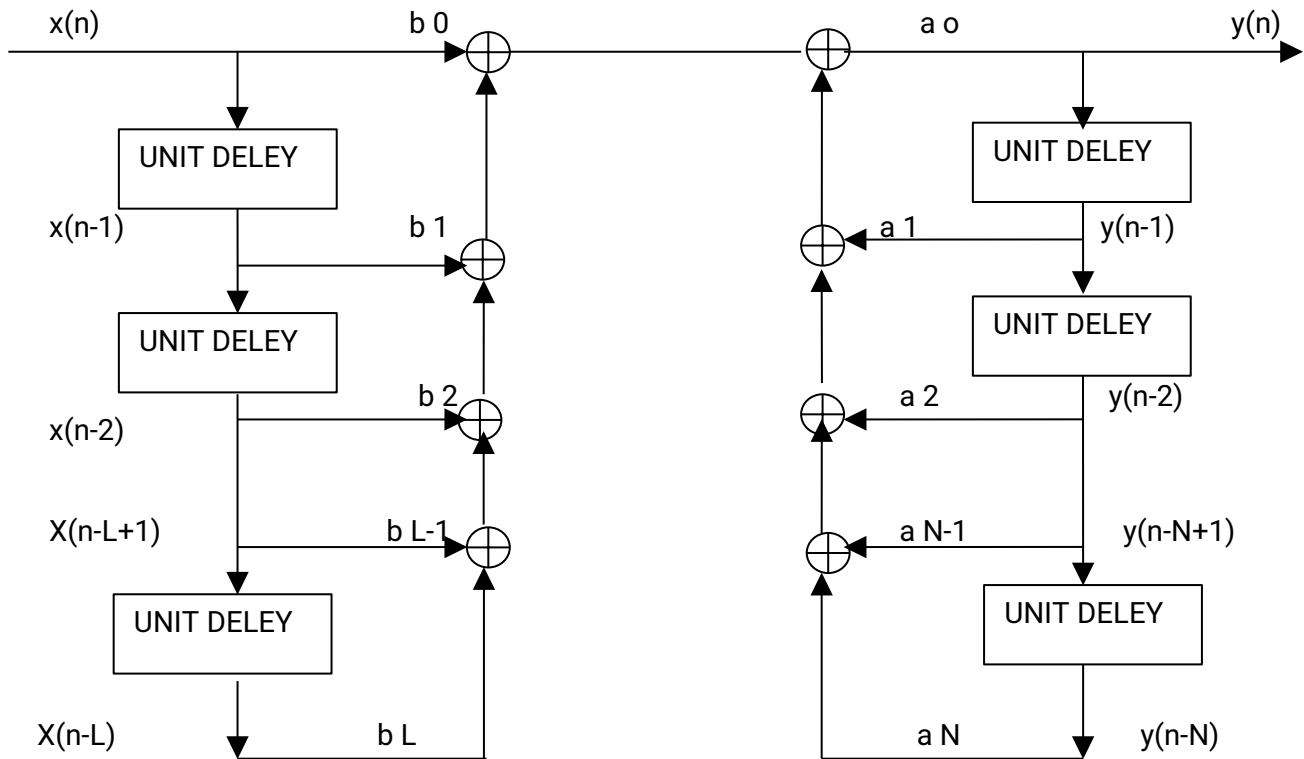 x(n) b 0 a o y(n)
UNIT DELEY UNIT DELEY
x(n-1) b 1 a 1 y(n-1)
UNIT DELEY UNIT DELEY
x(n-2) b 2 a 2 y(n-2)
X(n-L+1) b L-1 a N-1 y(n-N+1)
UNIT DELEY UNIT DELEY
X(n-L) b L a N y(n-N)